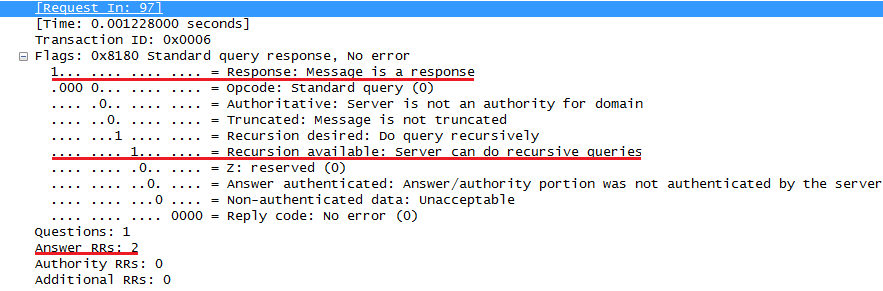 [Request In: 97]
[Time: 0.001228000 seconds]
Transaction ID: 0x0006
Flags: 0x8180 Standard query response, No error
1... .... .... .... = Response: Message is a response
.000 0... .... .... = Opcode: Standard query (0)
.... .0.. .... .... = Authoritative: Server is not an authority for domain
.... ..0. .... .... = Truncated: Message is not truncated
.... ...1 .... .... = Recursion desired: Do query recursively
.... .... 1... .... = Recursion available: Server can do recursive queries
.... .... .0.. .... = Z: reserved (0)
.... .... ..0. .... = Answer authenticated: Answer/authority portion was not authenticated by the server
.... .... ...0 .... = Non-authenticated data: Unacceptable
.... .... .... 0000 = Reply code: No error (0)
Questions: 1
Answer RRs: 2
Authority RRs: 0
Additional RRs: 0